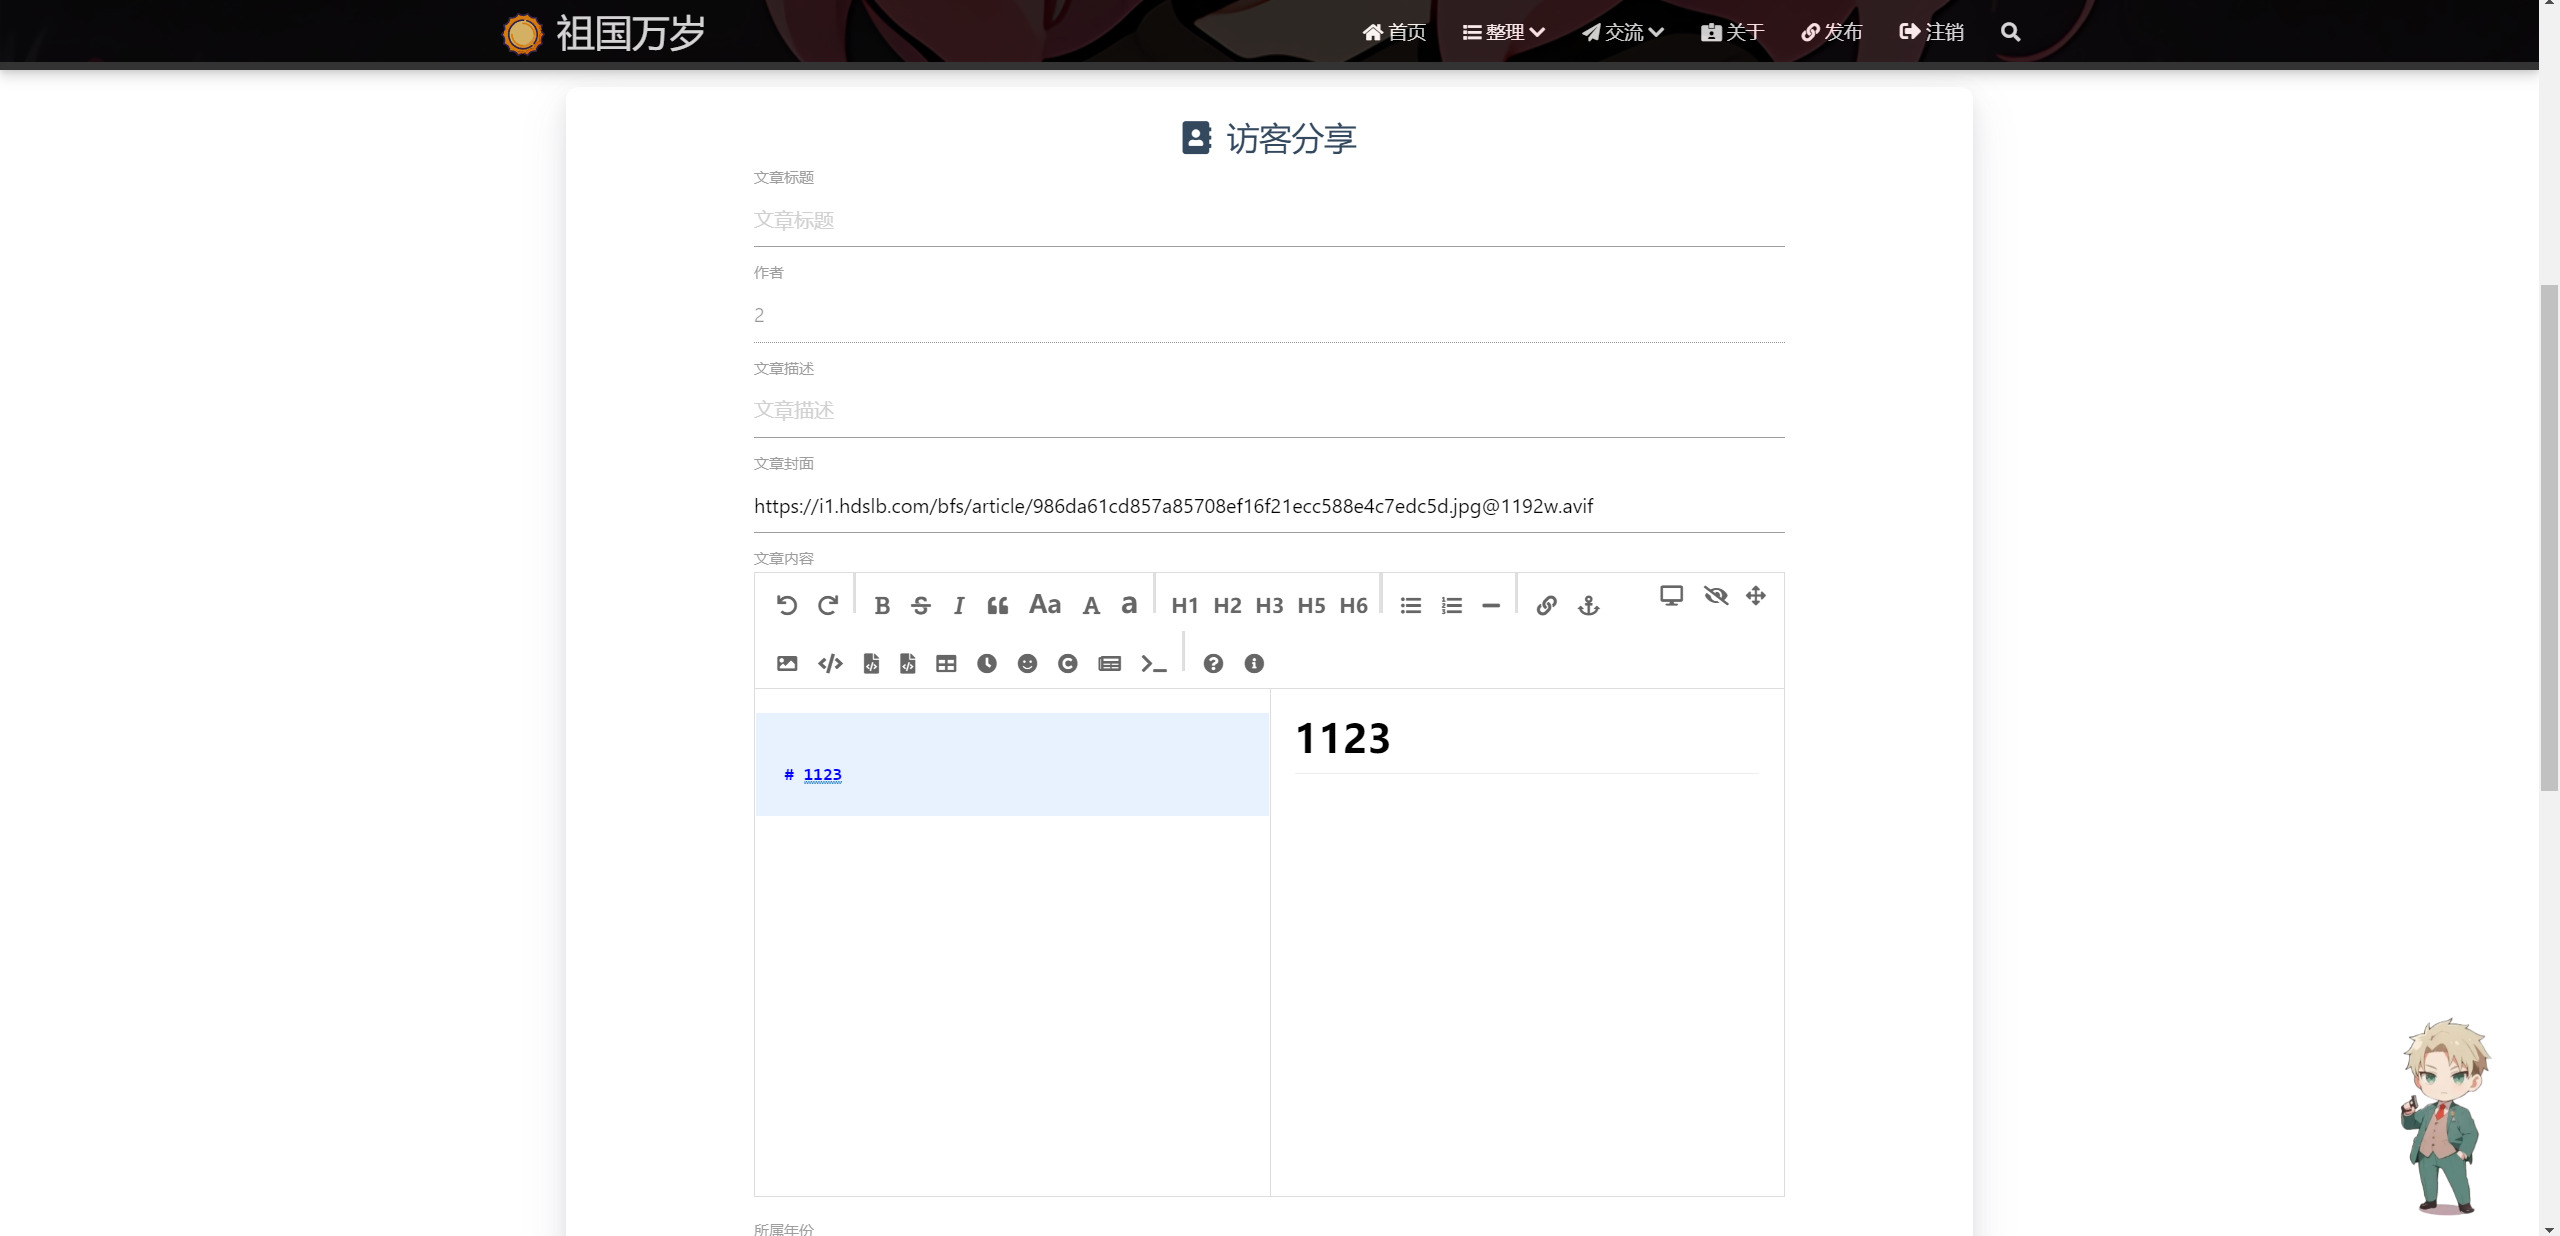 祖国万岁
首页 整理 交流 关于 发布 注销
访客分享
文章标题
文章标题
作者
2
文章描述
文章描述
文章封面
https://i1.hdslb.com/bfs/article/986da61cd857a85708ef16f21ecc588e4c7edc5d.jpg@1192w.avif
文章内容
B S I Aa A a H1 H2 H3 H5 H6
# 1123
1123
所属年份